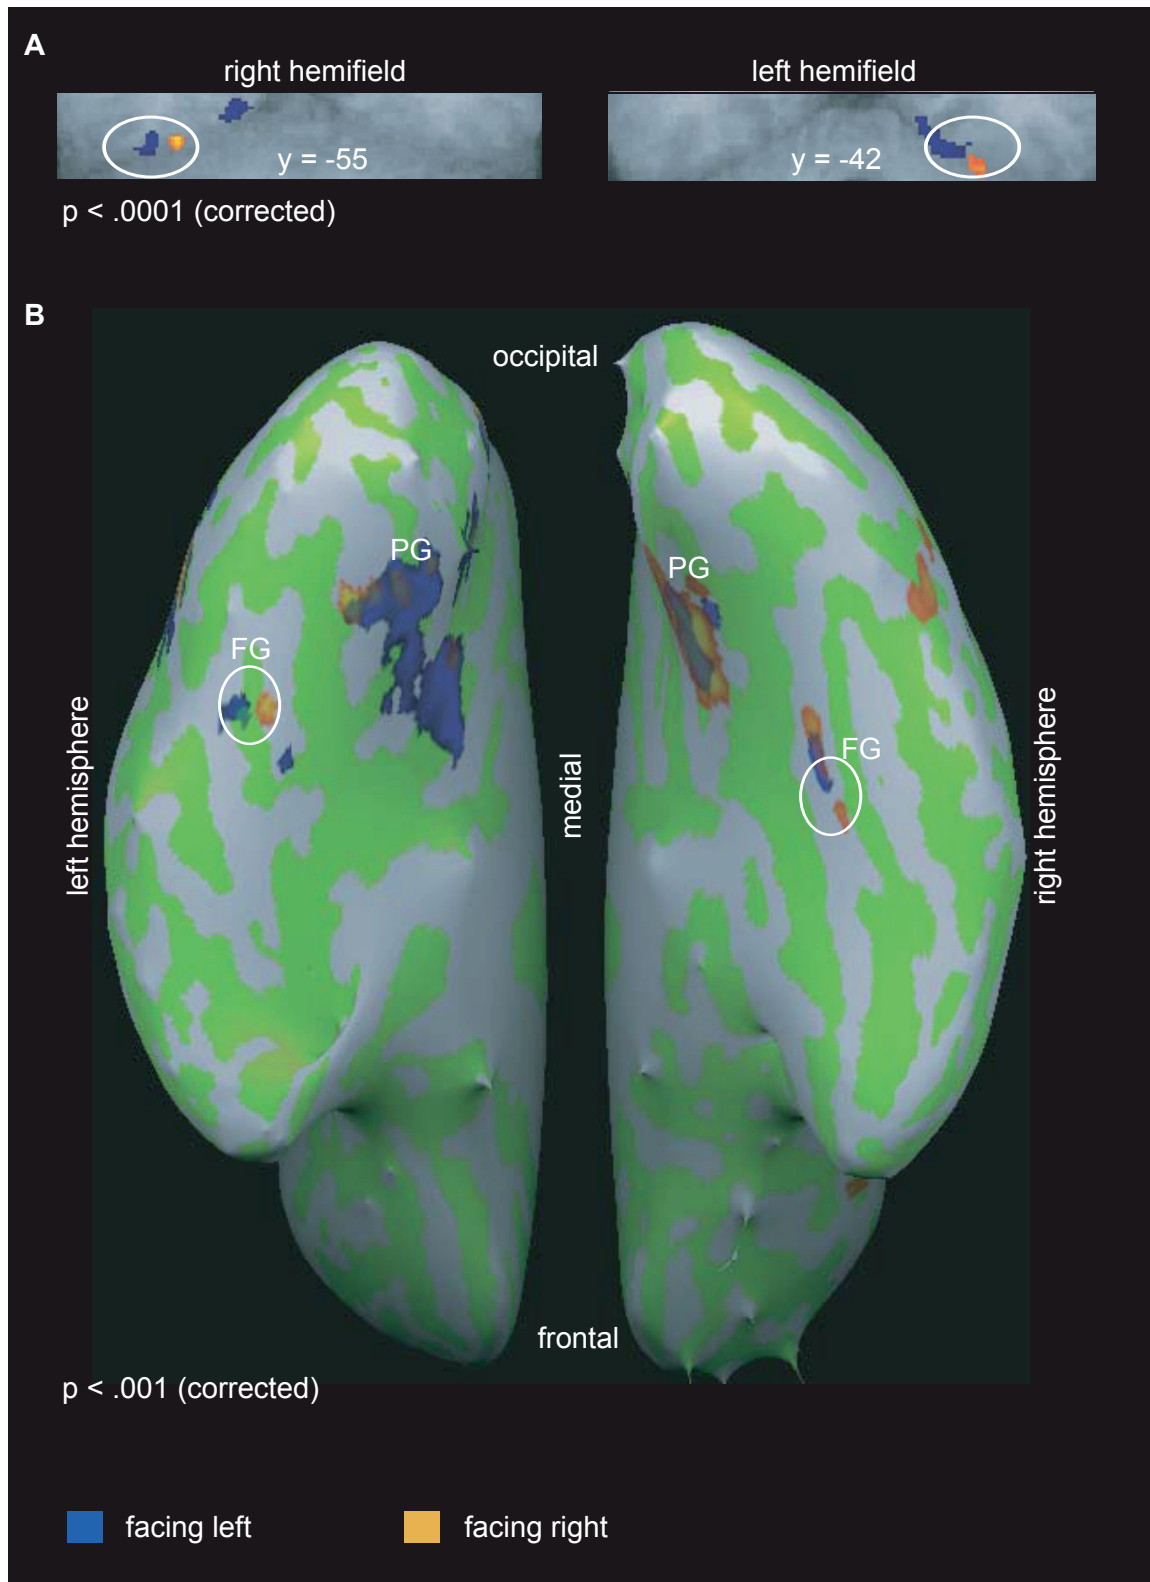 A
right hemifield
left hemifield
y = -55
y = -42
p < .0001 (corrected)
B
occipital
PG
PG
FG
FG
left hemisphere
medial
right hemisphere
frontal
p < .001 (corrected)
facing left
facing right